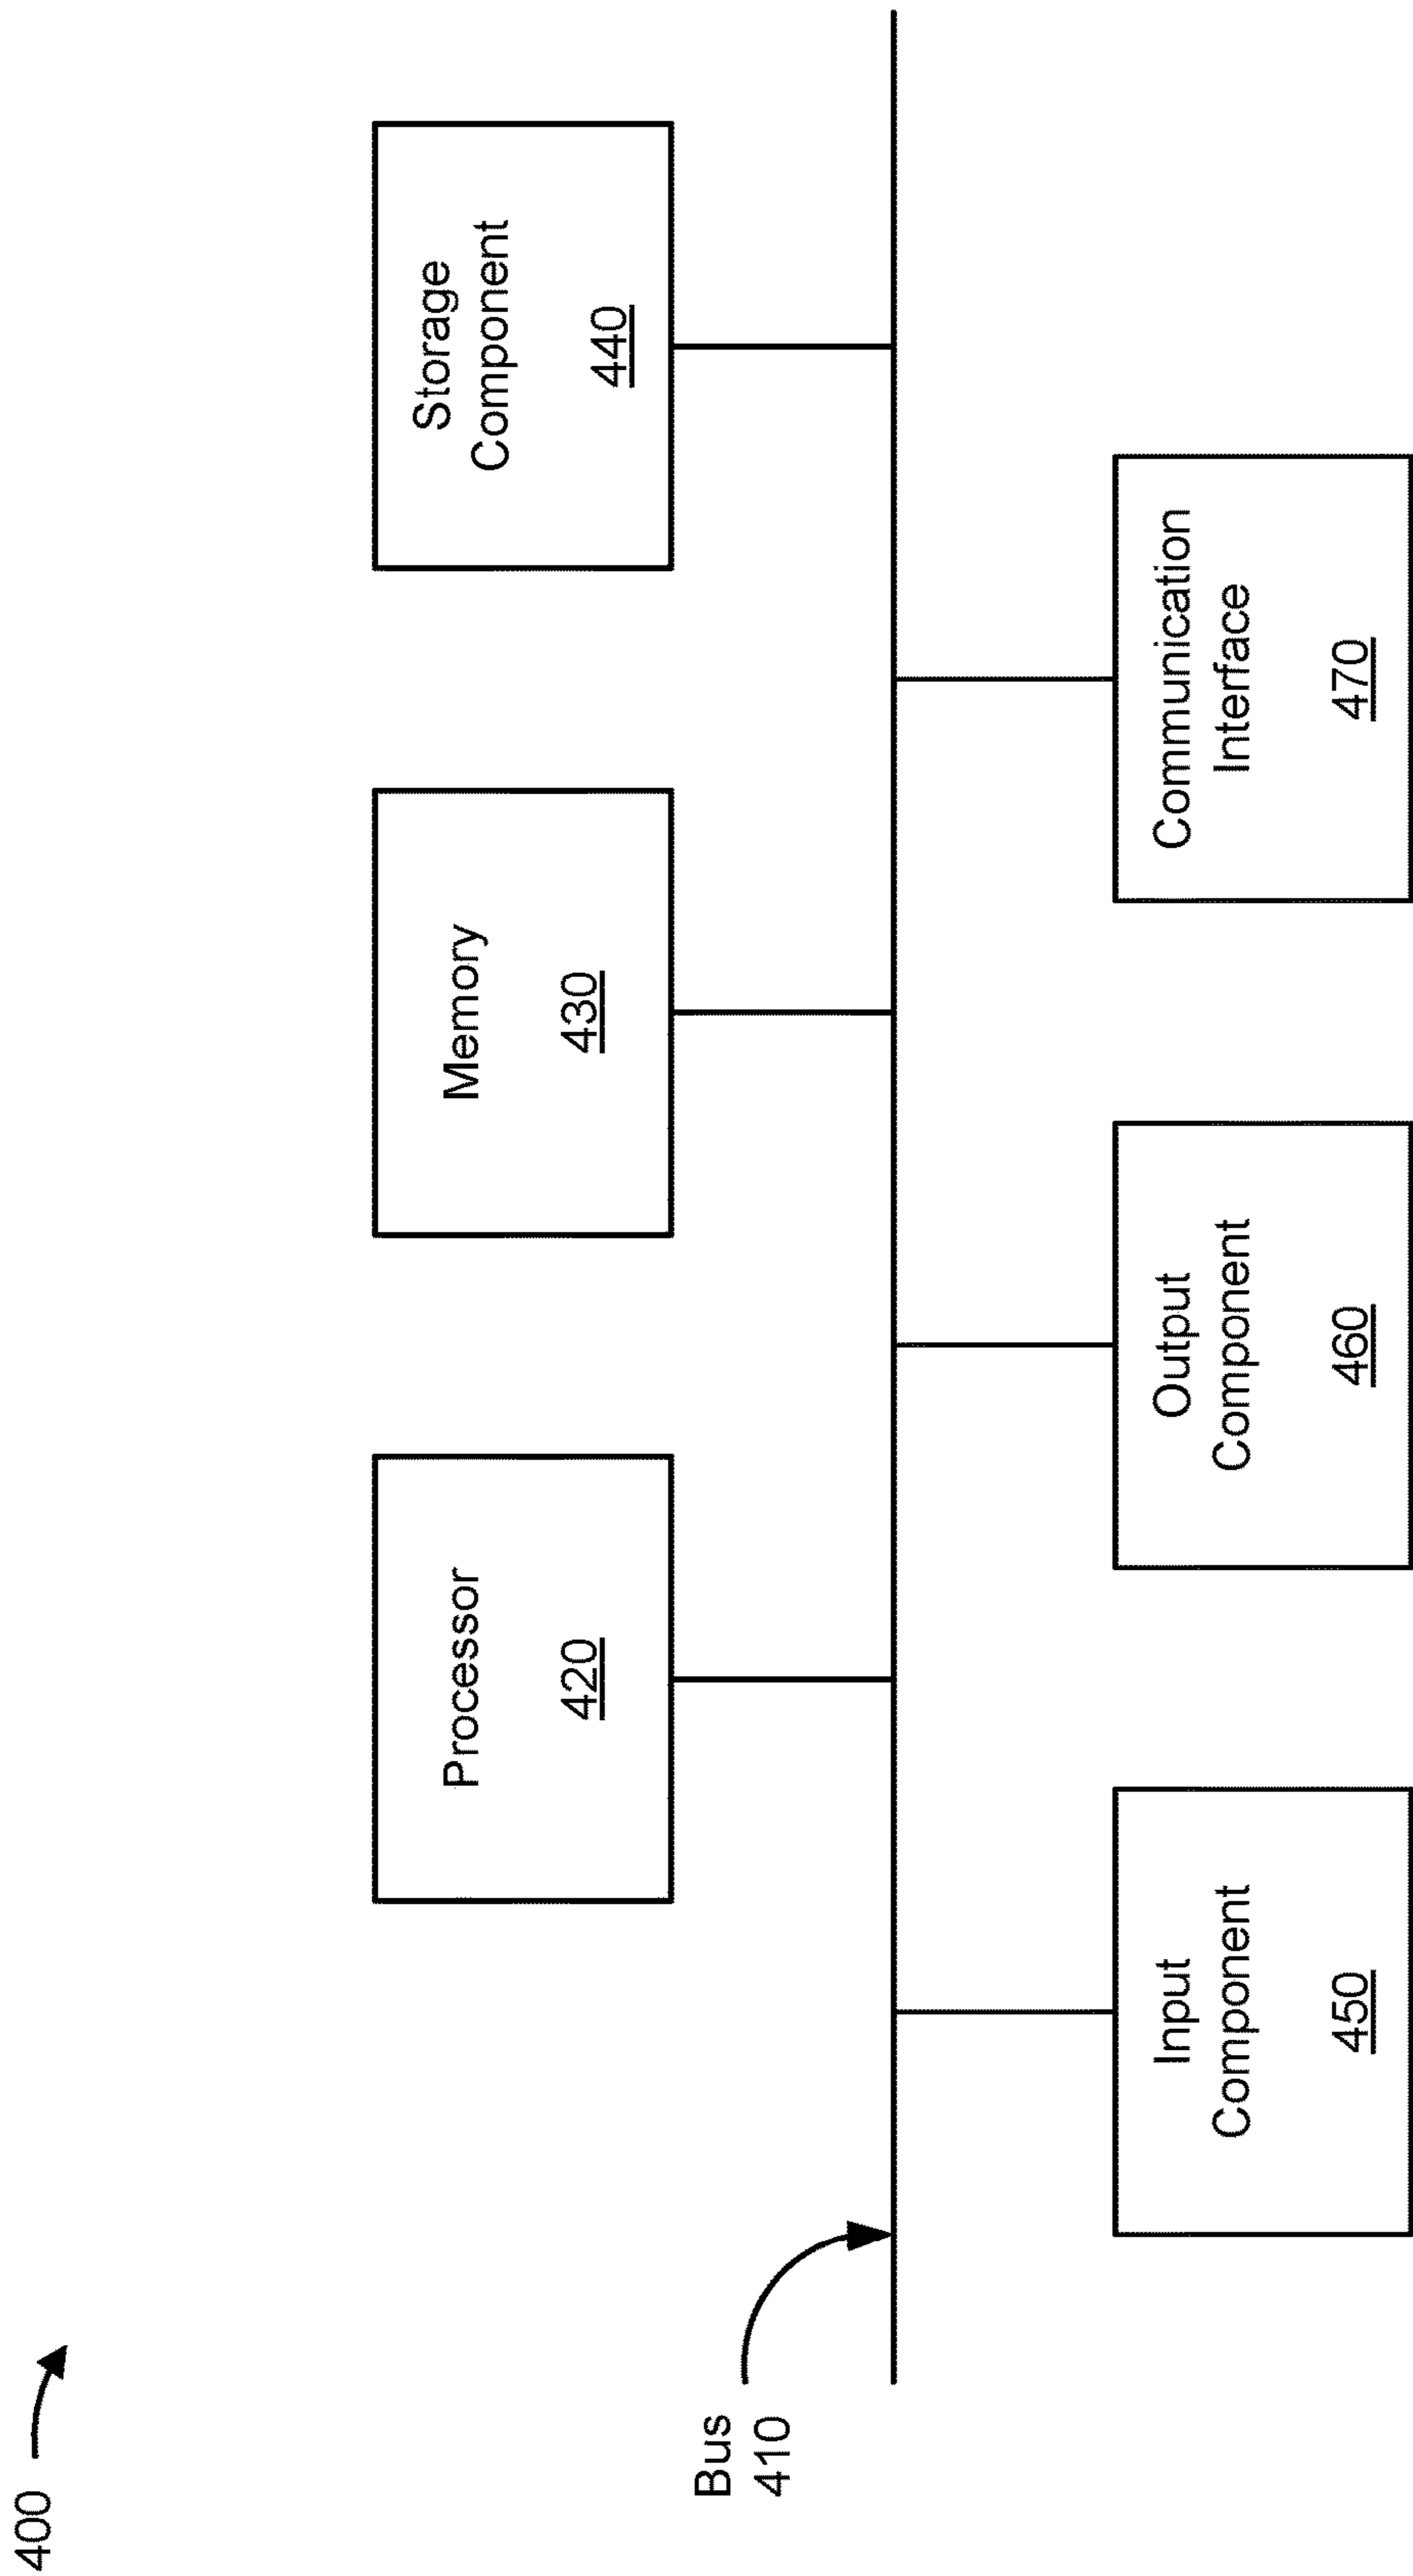 400
Processor
420
Memory
430
Storage
Component
440
Bus
410
Input
Component
450
Output
Component
460
Communication
Interface
470